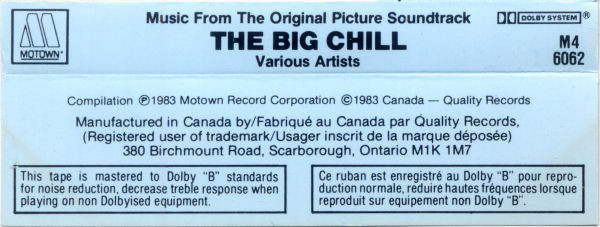 Music From The Original Picture Soundtrack
DOLBY SYSTEM®
THE BIG CHILL
M4
MOTOWN®
Various Artists
6062
Compilation Ⓟ1983 Motown Record Corporation ©1983 Canada — Quality Records
Manufactured in Canada by/Fabriqué au Canada par Quality Records,
(Registered user of trademark/Usager inscrit de la marque déposée)
380 Birchmount Road, Scarborough, Ontario M1K 1M7
This tape is mastered to Dolby "B" standards
for noise reduction, decrease treble response when
playing on non Dolbyised equipment.
Ce ruban est enregistré au Dolby "B" pour repro-
duction normale, reduire hautes fréquences lorsque
reproduit sur equipement non Dolby "B".